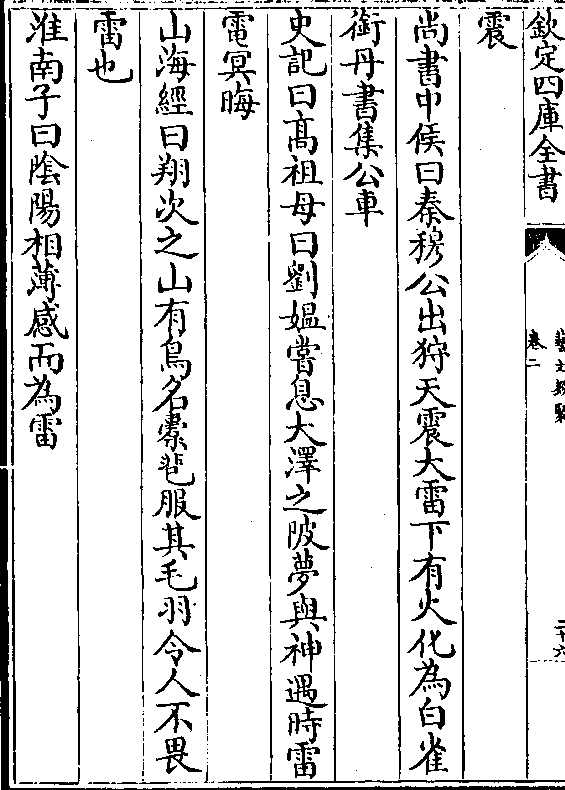 欽定四庫全書
藝文類聚
卷二
二十六
震
尚書中侯曰秦穆公出狩天震大雷下有火化為白雀
銜丹書集公車
史記曰髙祖母曰劉媪嘗息大澤之陂夢與神遇時雷
電冥晦
山海經曰翔次之山有鳥名橐𩇯服其毛羽令人不畏
雷也
淮南子曰陰陽相薄感而為雷